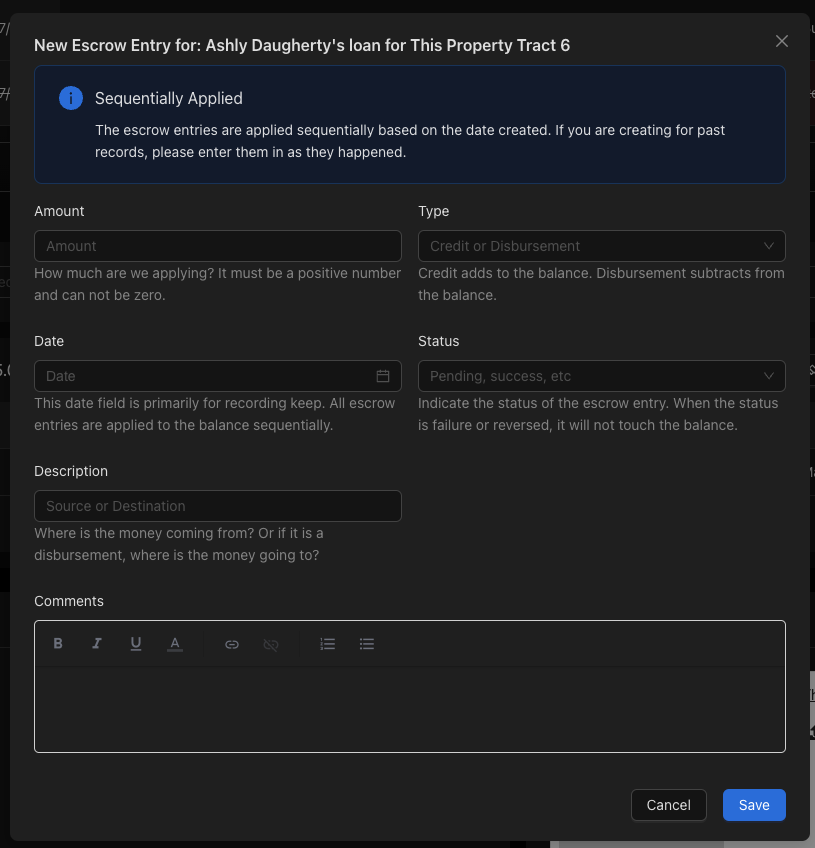 New Escrow Entry for: Ashly Daugherty's loan for This Property Tract 6
Sequentially Applied
The escrow entries are applied sequentially based on the date created. If you are creating for past
records, please enter them in as they happened.
Amount
Type
Amount
Credit or Disbursement
How much are we applying? It must be a positive number
and can not be zero.
Credit adds to the balance. Disbursement subtracts from
the balance.
Date
Status
Date
Pending, success, etc
This date field is primarily for recording keep. All escrow
entries are applied to the balance sequentially.
Indicate the status of the escrow entry. When the status
is failure or reversed, it will not touch the balance.
Description
Source or Destination
Where is the money coming from? Or if it is a
disbursement, where is the money going to?
Comments
B I U A
Cancel
Save